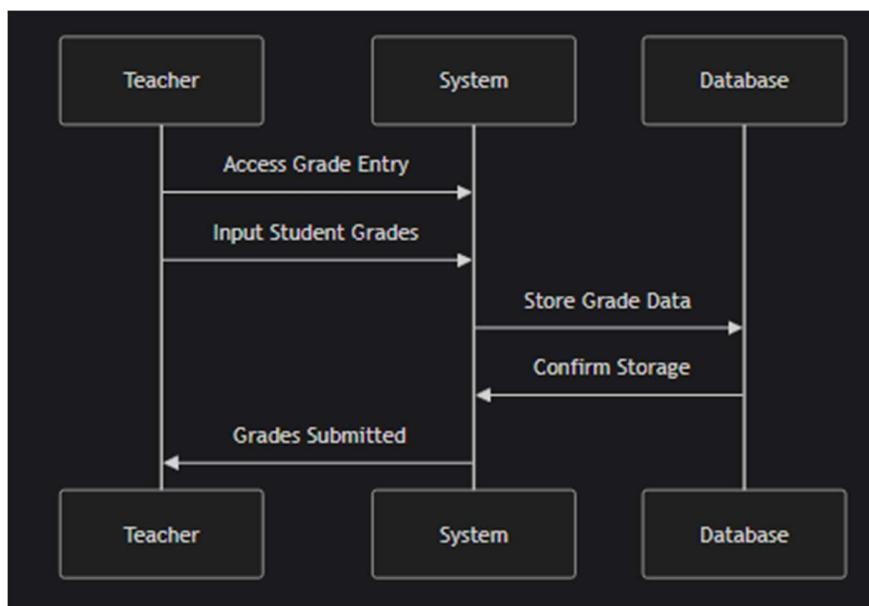 Teacher
System
Database
Access Grade Entry
Input Student Grades
Store Grade Data
Confirm Storage
Grades Submitted
Teacher
System
Database